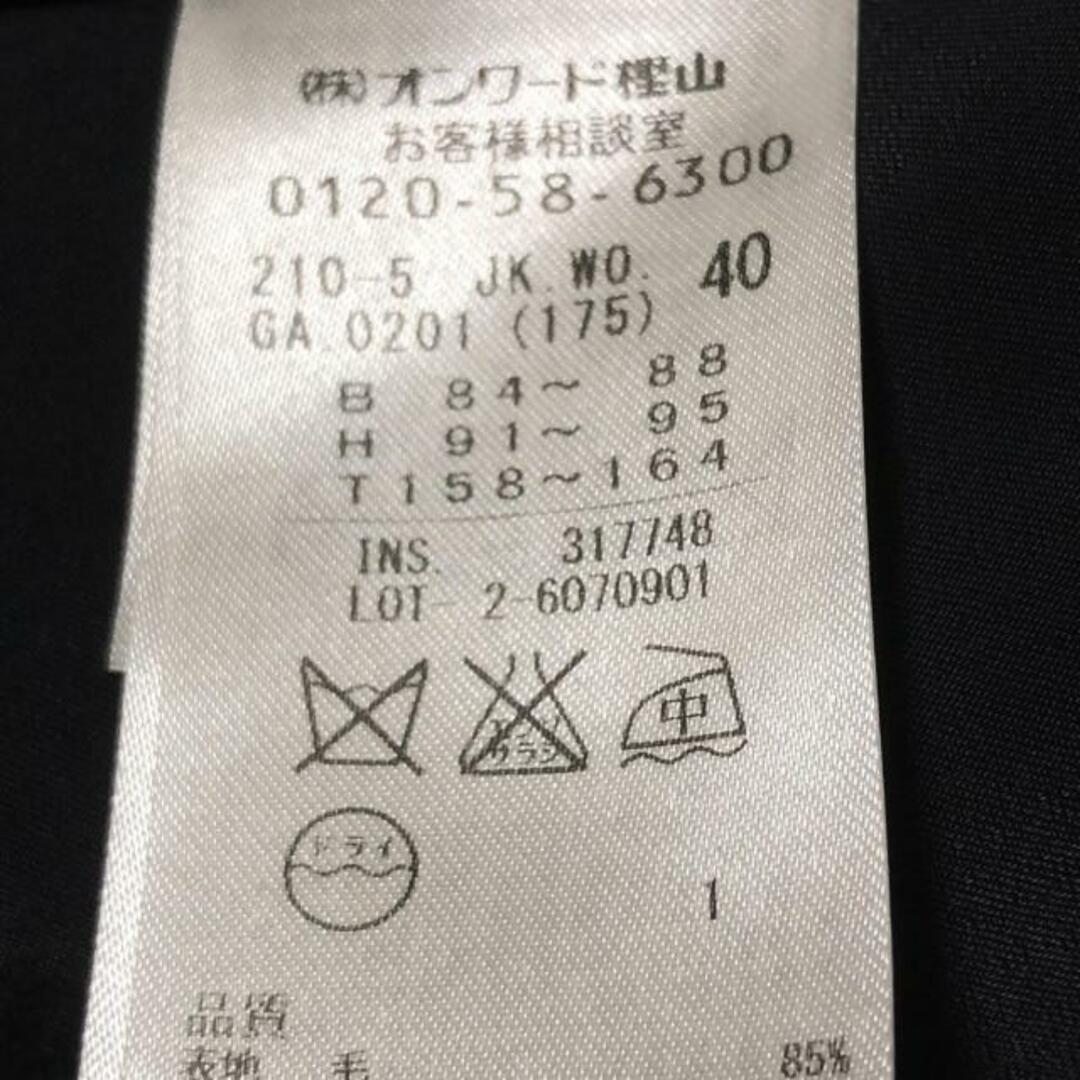 (株)オンワード樫山
お客様相談室
0120-58-6300
210-5 JK.WO. 40
GA.0201 (175)
B 84~ 88
H 91~ 95
T158~164
INS. 317748
LOT- 2-6070901
中
ドライ
1
品質
表地 毛 85%